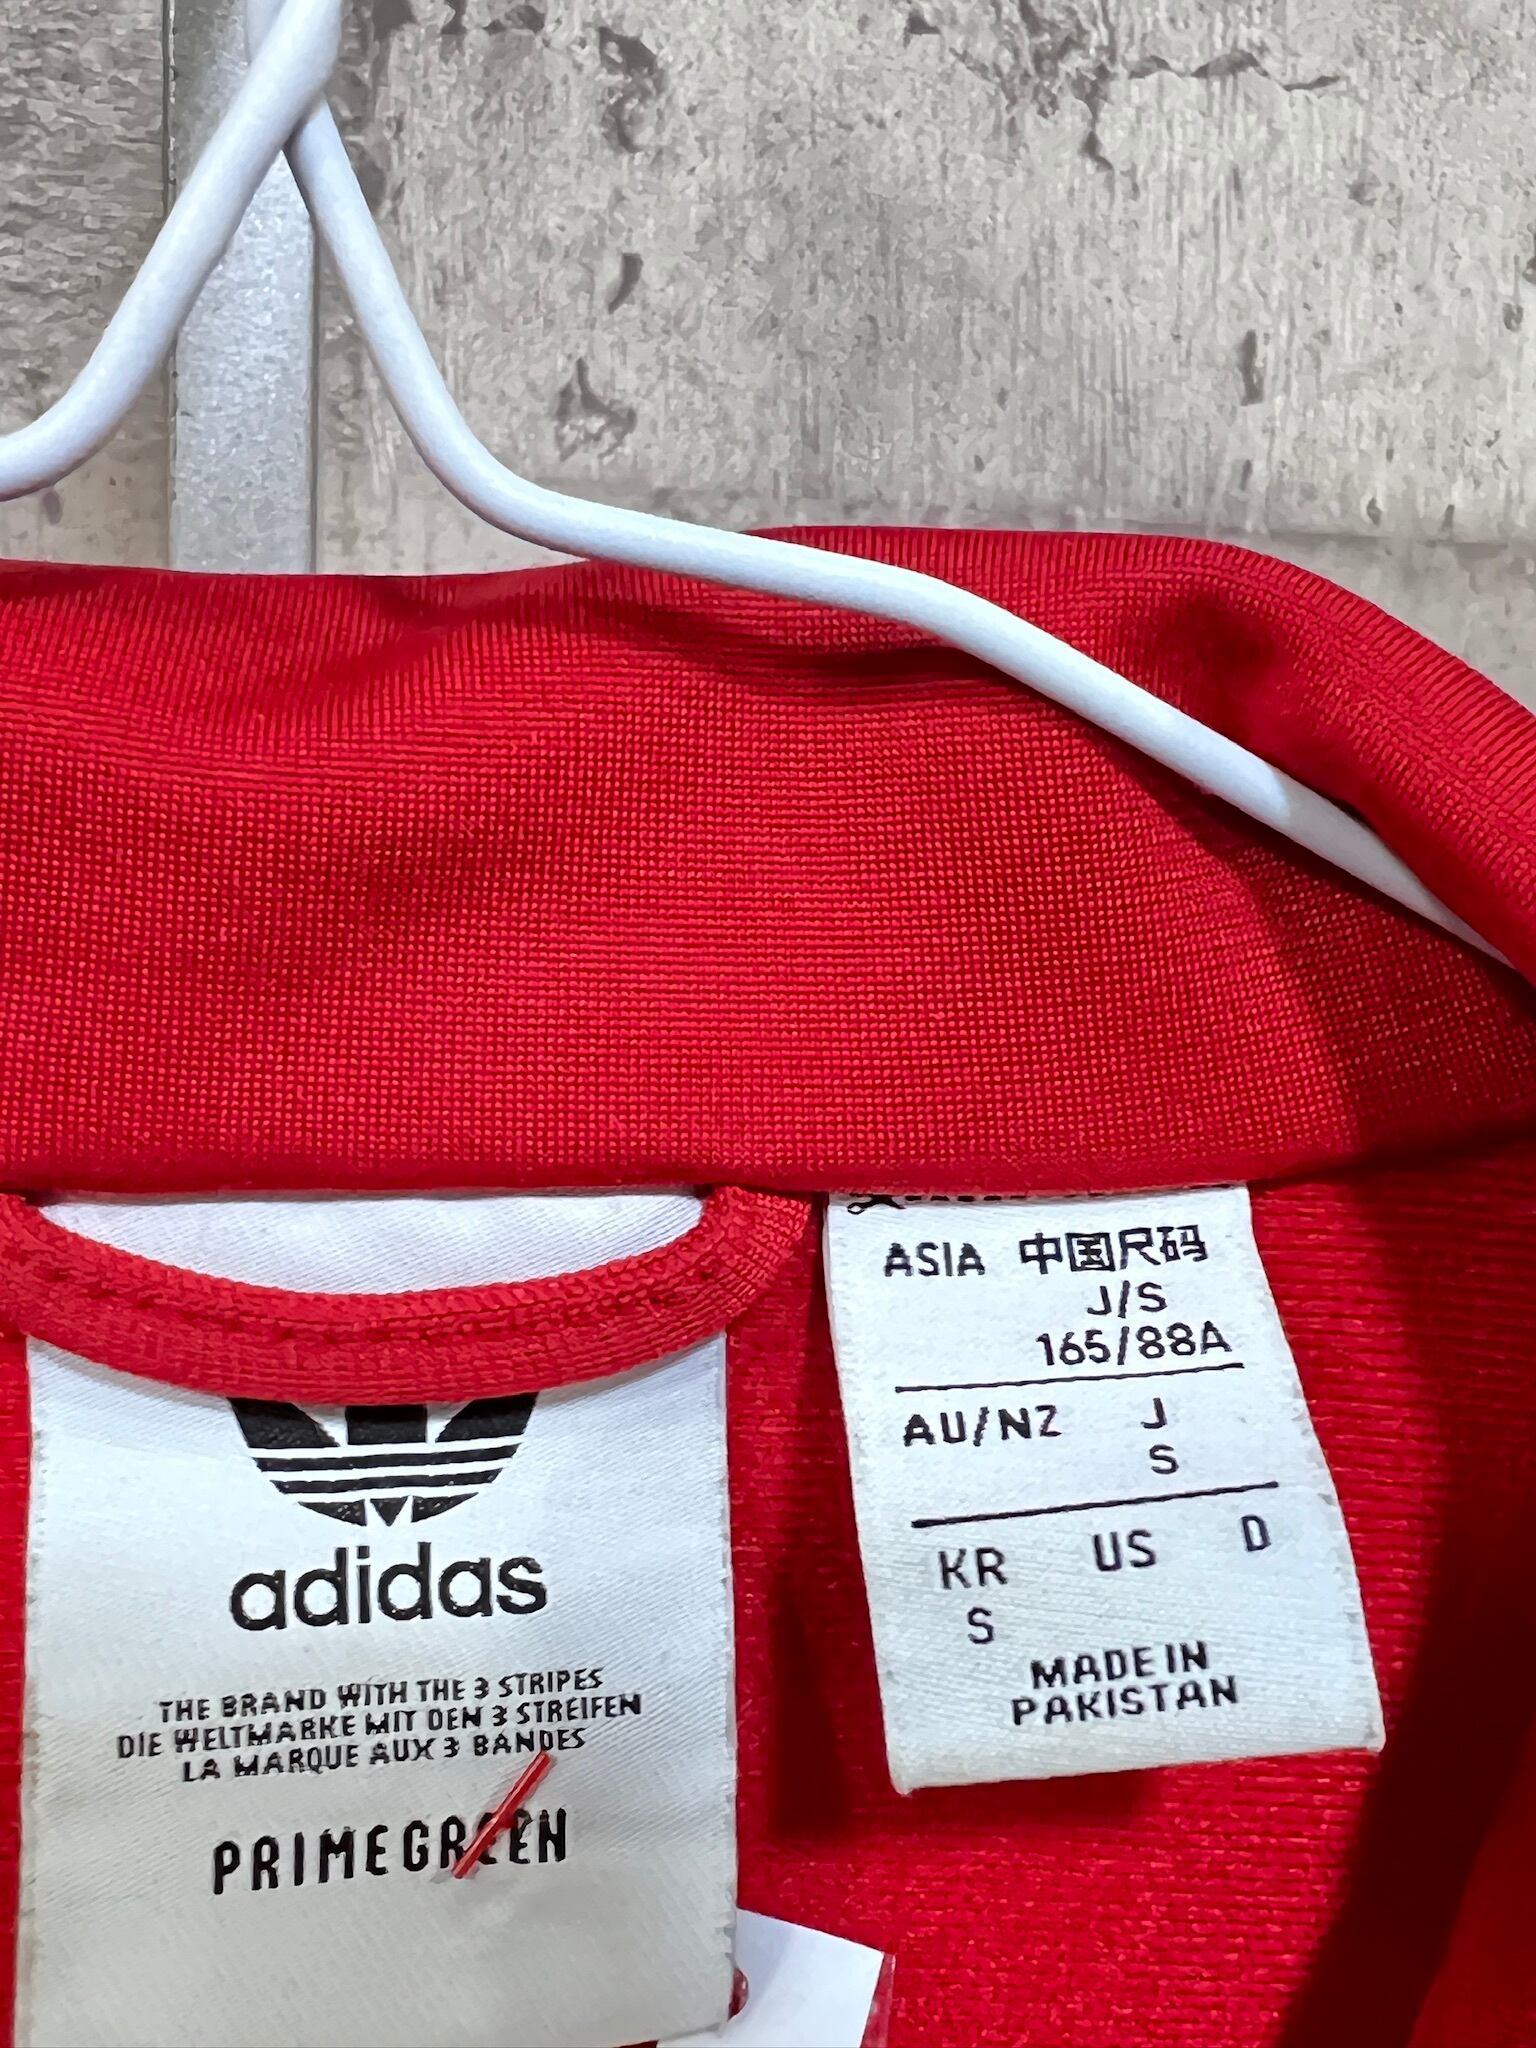 adidas
THE BRAND WITH THE 3 STRIPES
DIE WELTMARKE MIT DEN 3 STREIFEN
LA MARQUE AUX 3 BANDES
PRIMEGREEN
ASIA 中国尺码
J/S
165/88A
AU/NZ J
S
KR US D
S
MADE IN
PAKISTAN